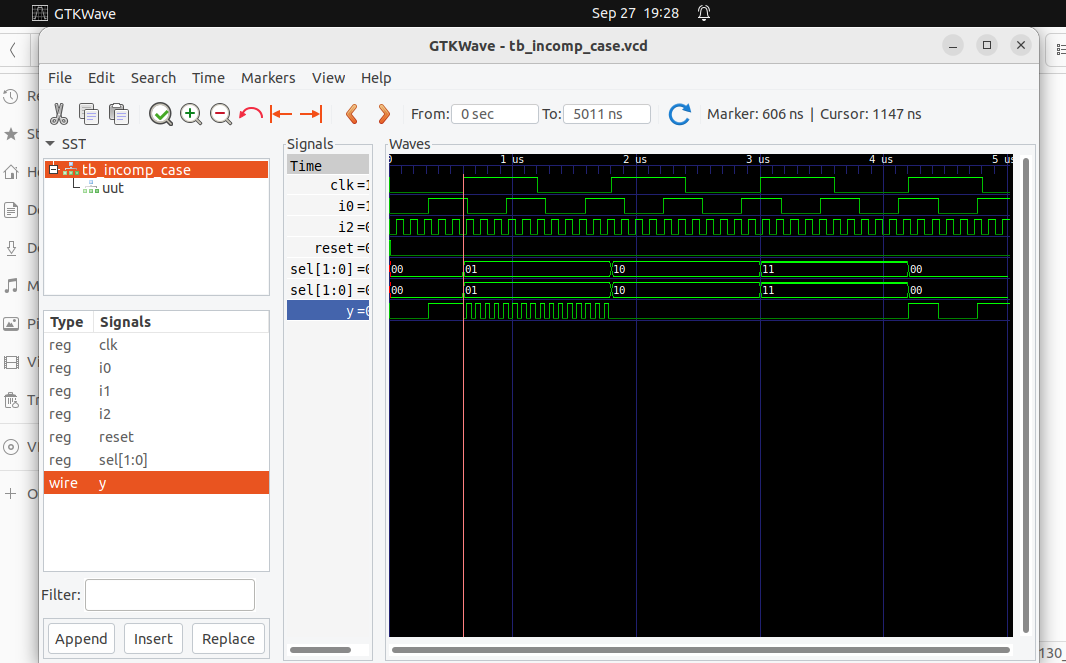 GTKWave
Sep 27 19:28
GTKWave - tb_incomp_case.vcd
File Edit Search Time Markers View Help
From: 0 sec To: 5011 ns Marker: 606 ns | Cursor: 1147 ns
SST
tb_incomp_case
uut
Type Signals
reg clk
reg i0
reg i1
reg i2
reg reset
reg sel[1:0]
wire y
Filter:
Append Insert Replace
Signals
Time
clk=1
i0=1
i2=0
reset=0
sel[1:0]=0
sel[1:0]=0
y=0
Waves
0 1 us 2 us 3 us 4 us 5 us
00 01 10 11 00
00 01 10 11 00
130